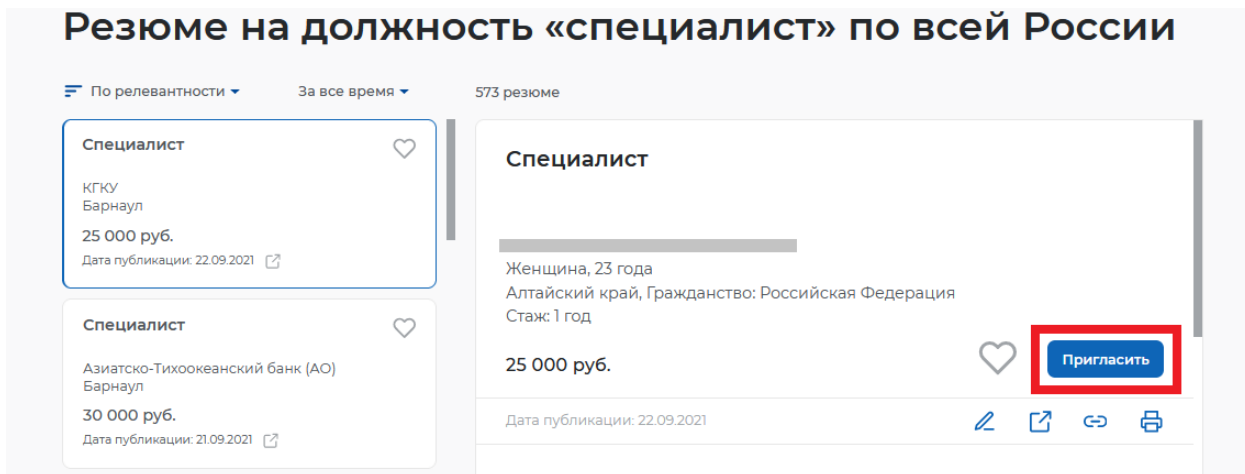 Резюме на должность «специалист» по всей России
По релевантности
За все время
573 резюме
Специалист
КГКУ
Барнаул
25 000 руб.
Дата публикации: 22.09.2021
Специалист
Азиатско-Тихоокеанский банк (АО)
Барнаул
30 000 руб.
Дата публикации: 21.09.2021
Специалист
Женщина, 23 года
Алтайский край, Гражданство: Российская Федерация
Стаж: 1 год
25 000 руб.
Пригласить
Дата публикации: 22.09.2021